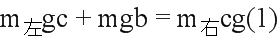 m左gc + mgb = m右cg(1)